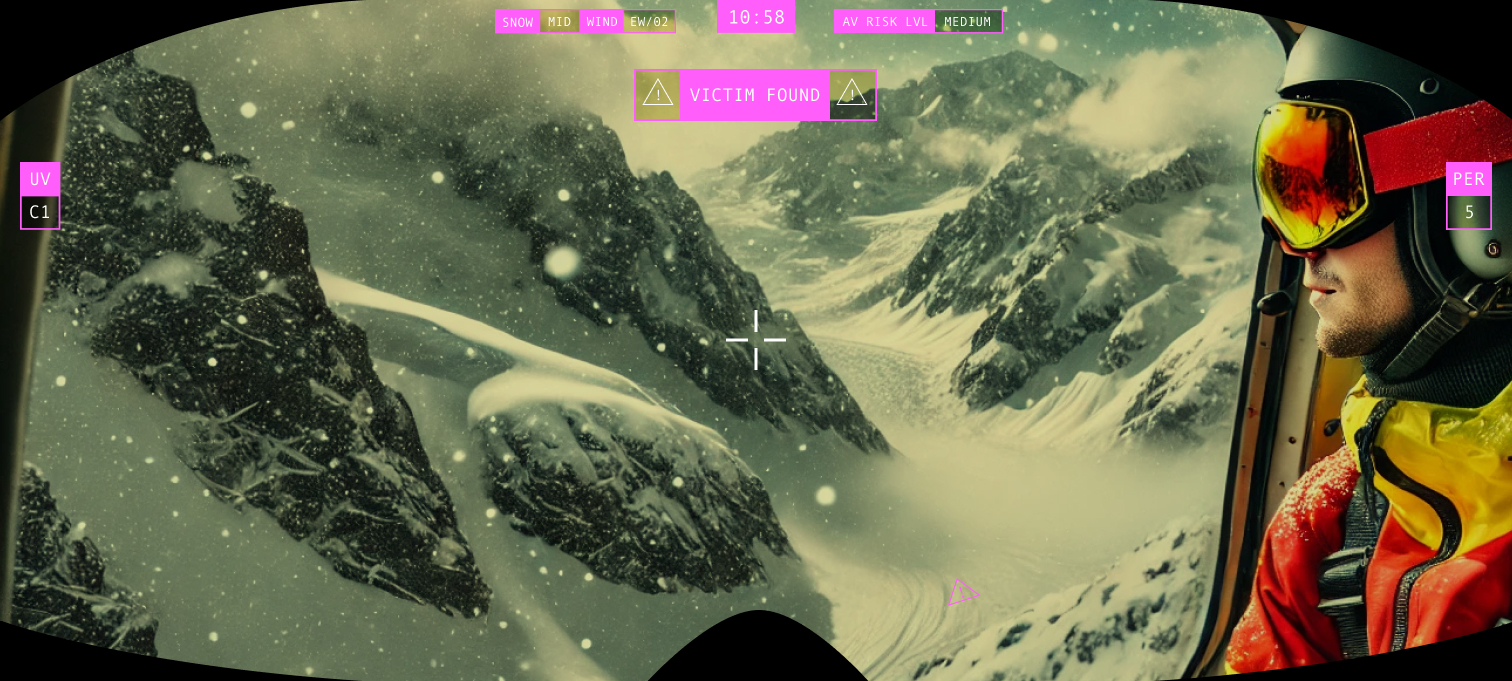 SNOW MID WIND EW/02
10:58
AV RISK LVL MEDIUM
! VICTIM FOUND !
UV
C1
PER
5
G